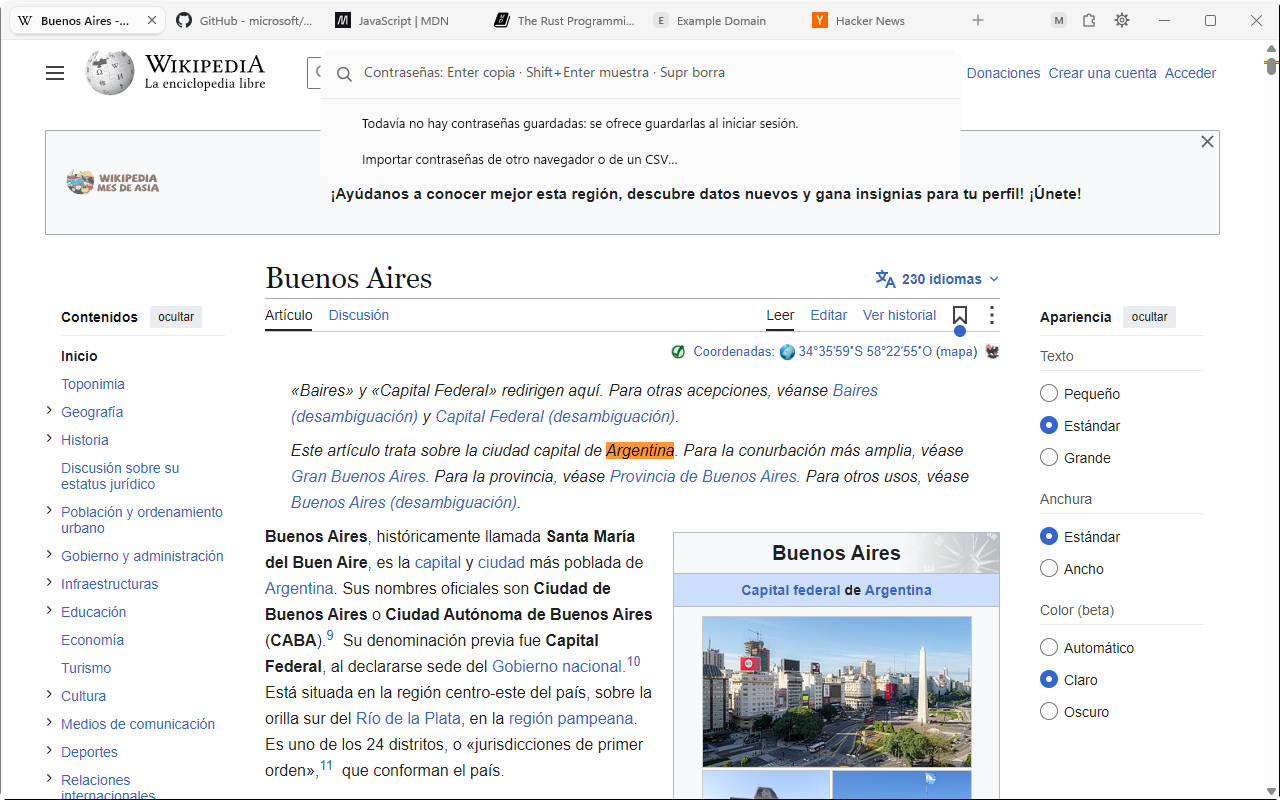 Buenos Aires -...
GitHub - microsoft/...
JavaScript | MDN
The Rust Programmi...
E Example Domain
Y Hacker News
M
WIKIPEDIA
La enciclopedia libre
Contraseñas: Enter copia · Shift+Enter muestra · Supr borra
Donaciones Crear una cuenta Acceder
Todavía no hay contraseñas guardadas: se ofrece guardarlas al iniciar sesión.
Importar contraseñas de otro navegador o de un CSV...
WIKIPEDIA
MES DE ASIA
¡Ayúdanos a conocer mejor esta región, descubre datos nuevos y gana insignias para tu perfil! ¡Únete!
Buenos Aires
230 idiomas
Artículo Discusión
Leer Editar Ver historial
Coordenadas: 34°35′59″S 58°22′55″O (mapa)
Contenidos ocultar
Inicio
Toponimia
Geografía
Historia
Discusión sobre su
estatus jurídico
Población y ordenamiento
urbano
Gobierno y administración
Infraestructuras
Educación
Economía
Turismo
Cultura
Medios de comunicación
Deportes
Relaciones
internacionales
«Baires» y «Capital Federal» redirigen aquí. Para otras acepciones, véanse Baires
(desambiguación) y Capital Federal (desambiguación).
Este artículo trata sobre la ciudad capital de Argentina. Para la conurbación más amplia, véase
Gran Buenos Aires. Para la provincia, véase Provincia de Buenos Aires. Para otros usos, véase
Buenos Aires (desambiguación).
Buenos Aires, históricamente llamada Santa María
del Buen Aire, es la capital y ciudad más poblada de
Argentina. Sus nombres oficiales son Ciudad de
Buenos Aires o Ciudad Autónoma de Buenos Aires
(CABA).9 Su denominación previa fue Capital
Federal, al declararse sede del Gobierno nacional.10
Está situada en la región centro-este del país, sobre la
orilla sur del Río de la Plata, en la región pampeana.
Es uno de los 24 distritos, o «jurisdicciones de primer
orden»,11 que conforman el país.
Buenos Aires
Capital federal de Argentina
Apariencia ocultar
Texto
Pequeño
Estándar
Grande
Anchura
Estándar
Ancho
Color (beta)
Automático
Claro
Oscuro